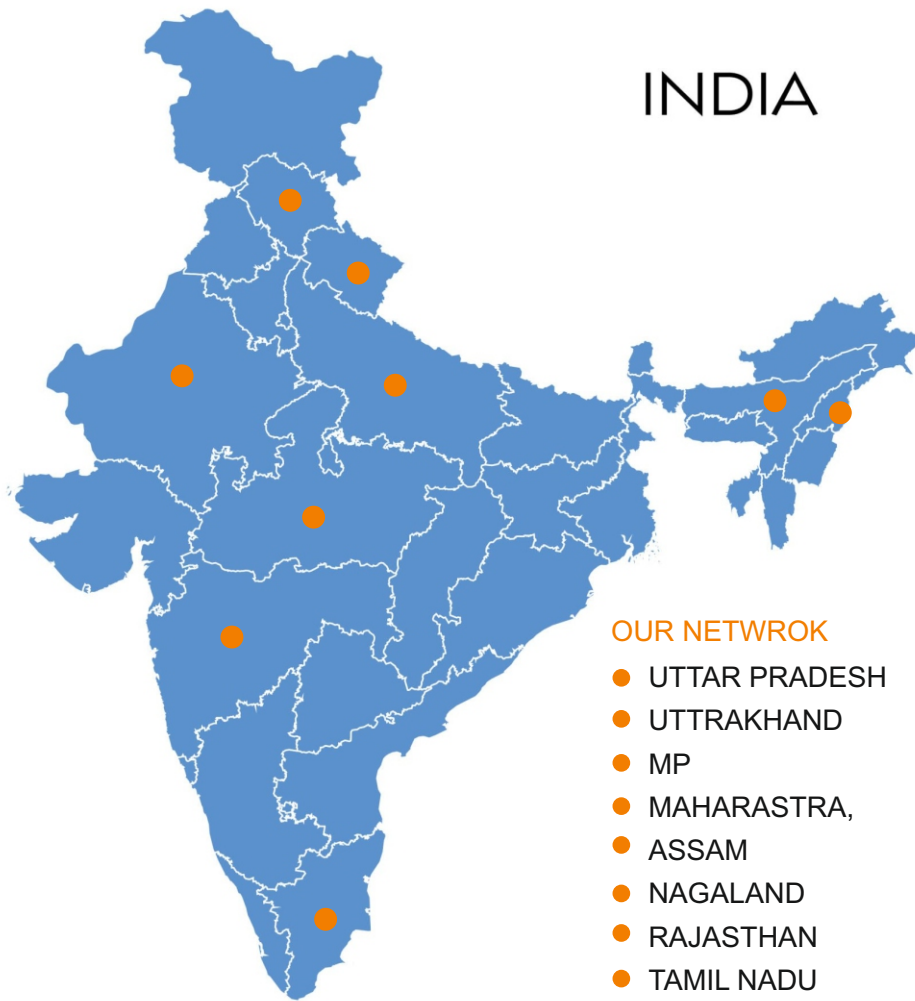 INDIA
OUR NETWROK
UTTAR PRADESH
UTTRAKHAND
MP
MAHARASTRA,
ASSAM
NAGALAND
RAJASTHAN
TAMIL NADU